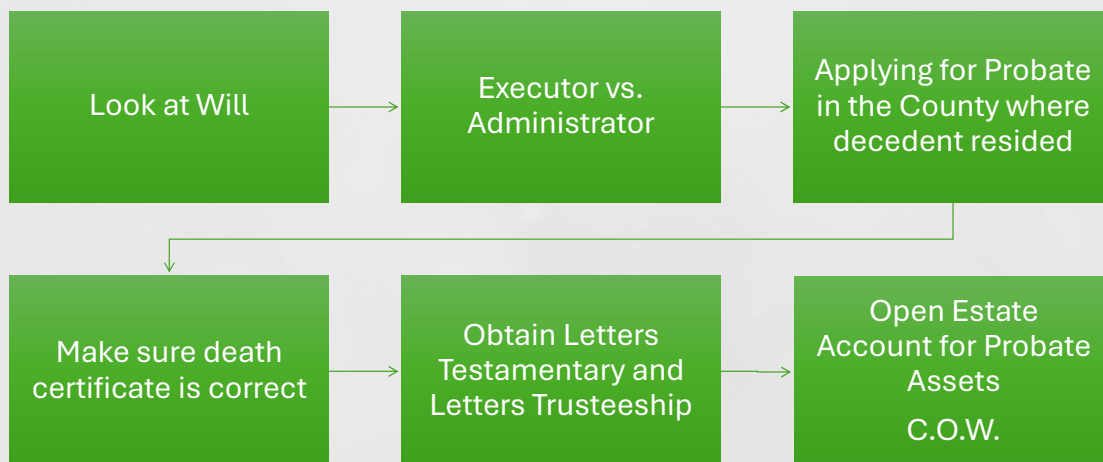 Look at Will
Executor vs.
Administrator
Applying for Probate
in the County where
decedent resided
Make sure death
certificate is correct
Obtain Letters
Testamentary and
Letters Trusteeship
Open Estate
Account for Probate
Assets
C.O.W.